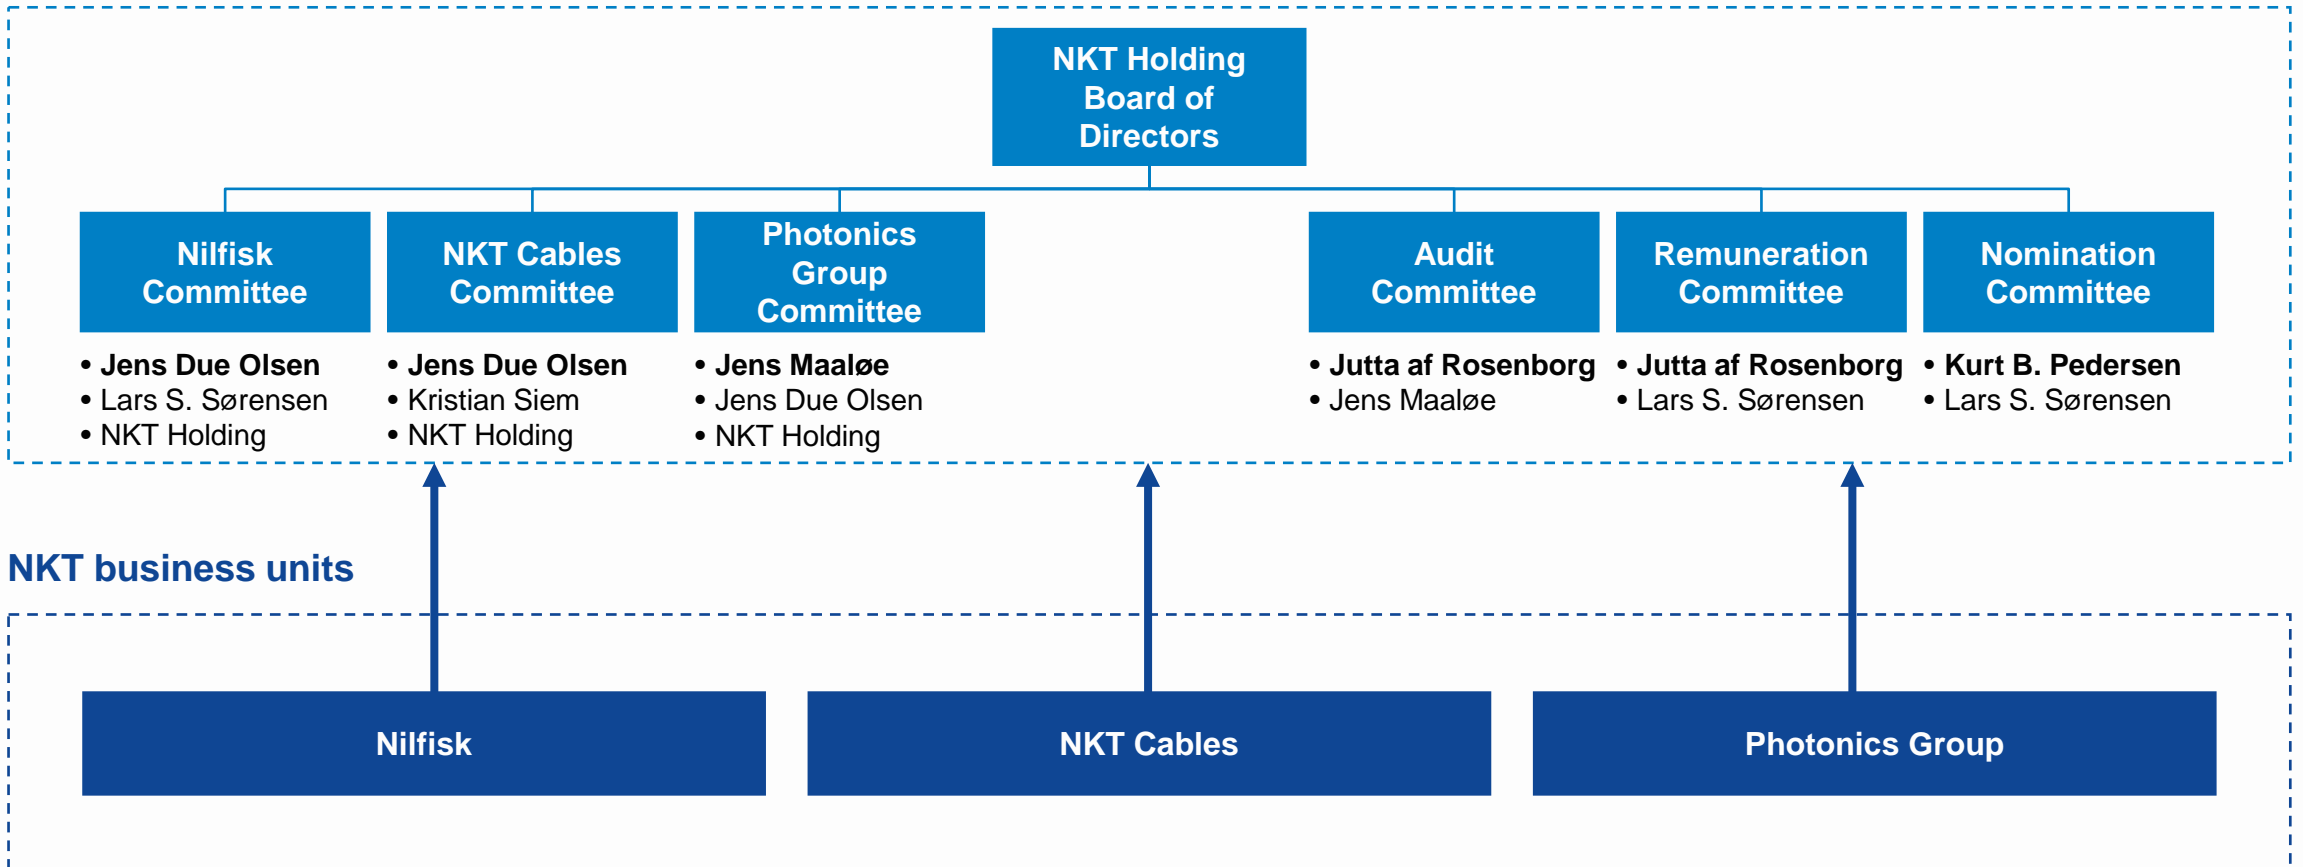 NKT Holding
Board of
Directors
Nilfisk
Committee
NKT Cables
Committee
Photonics
Group
Committee
Audit
Committee
Remuneration
Committee
Nomination
Committee
• Jens Due Olsen
• Lars S. Sørensen
• NKT Holding
• Jens Due Olsen
• Kristian Siem
• NKT Holding
• Jens Maaløe
• Jens Due Olsen
• NKT Holding
• Jutta af Rosenborg
• Jens Maaløe
• Jutta af Rosenborg
• Lars S. Sørensen
• Kurt B. Pedersen
• Lars S. Sørensen
NKT business units
Nilfisk
NKT Cables
Photonics Group